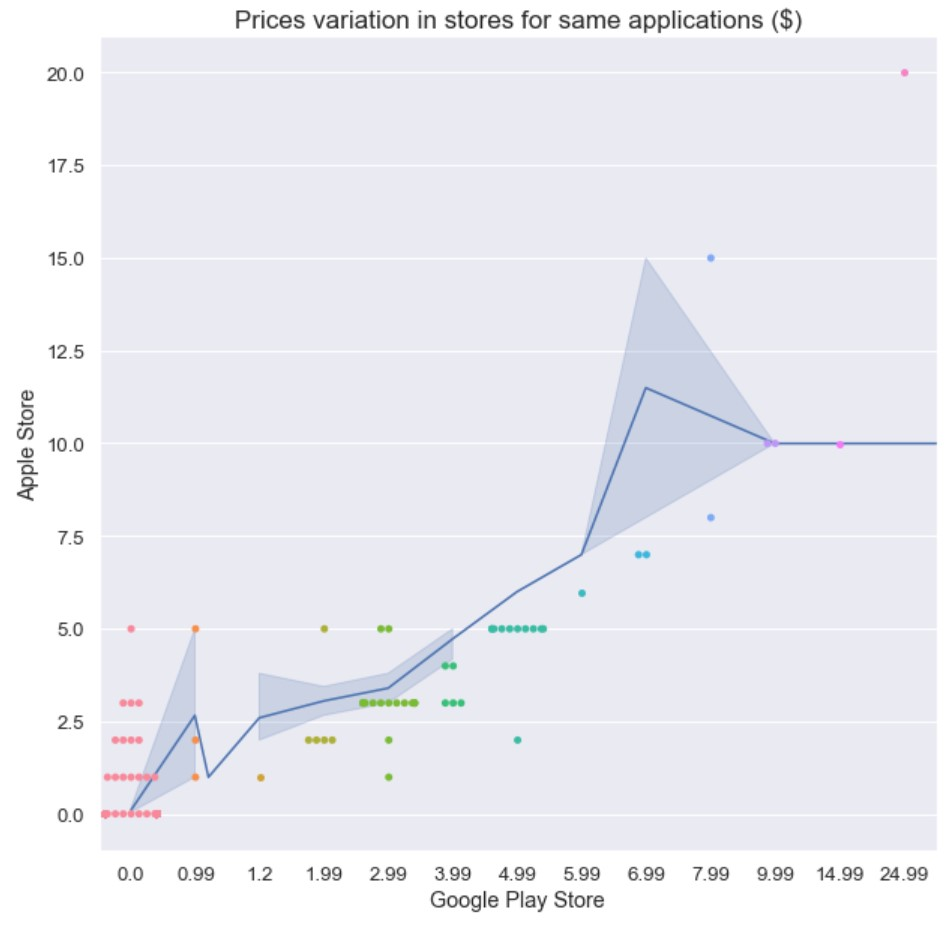 Prices variation in stores for same applications ($)
Apple Store
20.0
17.5
15.0
12.5
10.0
7.5
5.0
2.5
0.0
0.0 0.99 1.2 1.99 2.99 3.99 4.99 5.99 6.99 7.99 9.99 14.99 24.99
Google Play Store